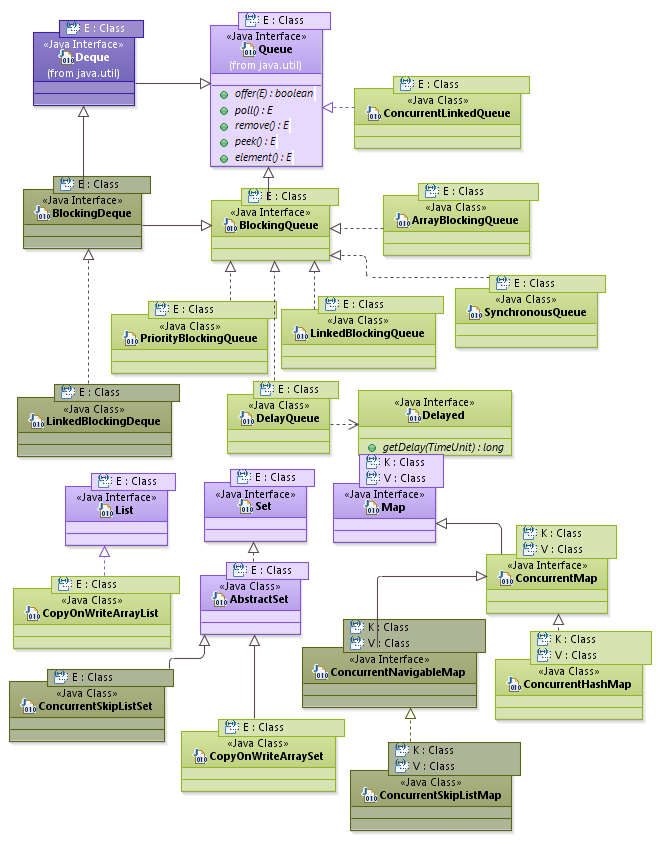 E : Class
«Java Interface»
Deque
(from java.util)
E : Class
«Java Interface»
Queue
(from java.util)
offer(E) : boolean
poll() : E
remove() : E
peek() : E
element() : E
E : Class
«Java Class»
ConcurrentLinkedQueue
E : Class
«Java Interface»
BlockingDeque
E : Class
«Java Interface»
BlockingQueue
E : Class
«Java Class»
ArrayBlockingQueue
E : Class
«Java Class»
SynchronousQueue
E : Class
«Java Class»
PriorityBlockingQueue
E : Class
«Java Class»
LinkedBlockingQueue
E : Class
«Java Class»
LinkedBlockingDeque
E : Class
«Java Class»
DelayQueue
«Java Interface»
Delayed
getDelay(TimeUnit) : long
E : Class
«Java Interface»
List
E : Class
«Java Interface»
Set
K : Class
V : Class
«Java Interface»
Map
K : Class
V : Class
«Java Interface»
ConcurrentMap
E : Class
«Java Class»
CopyOnWriteArrayList
E : Class
«Java Class»
AbstractSet
K : Class
V : Class
«Java Interface»
ConcurrentNavigableMap
K : Class
V : Class
«Java Class»
ConcurrentHashMap
E : Class
«Java Class»
ConcurrentSkipListSet
E : Class
«Java Class»
CopyOnWriteArraySet
K : Class
V : Class
«Java Class»
ConcurrentSkipListMap